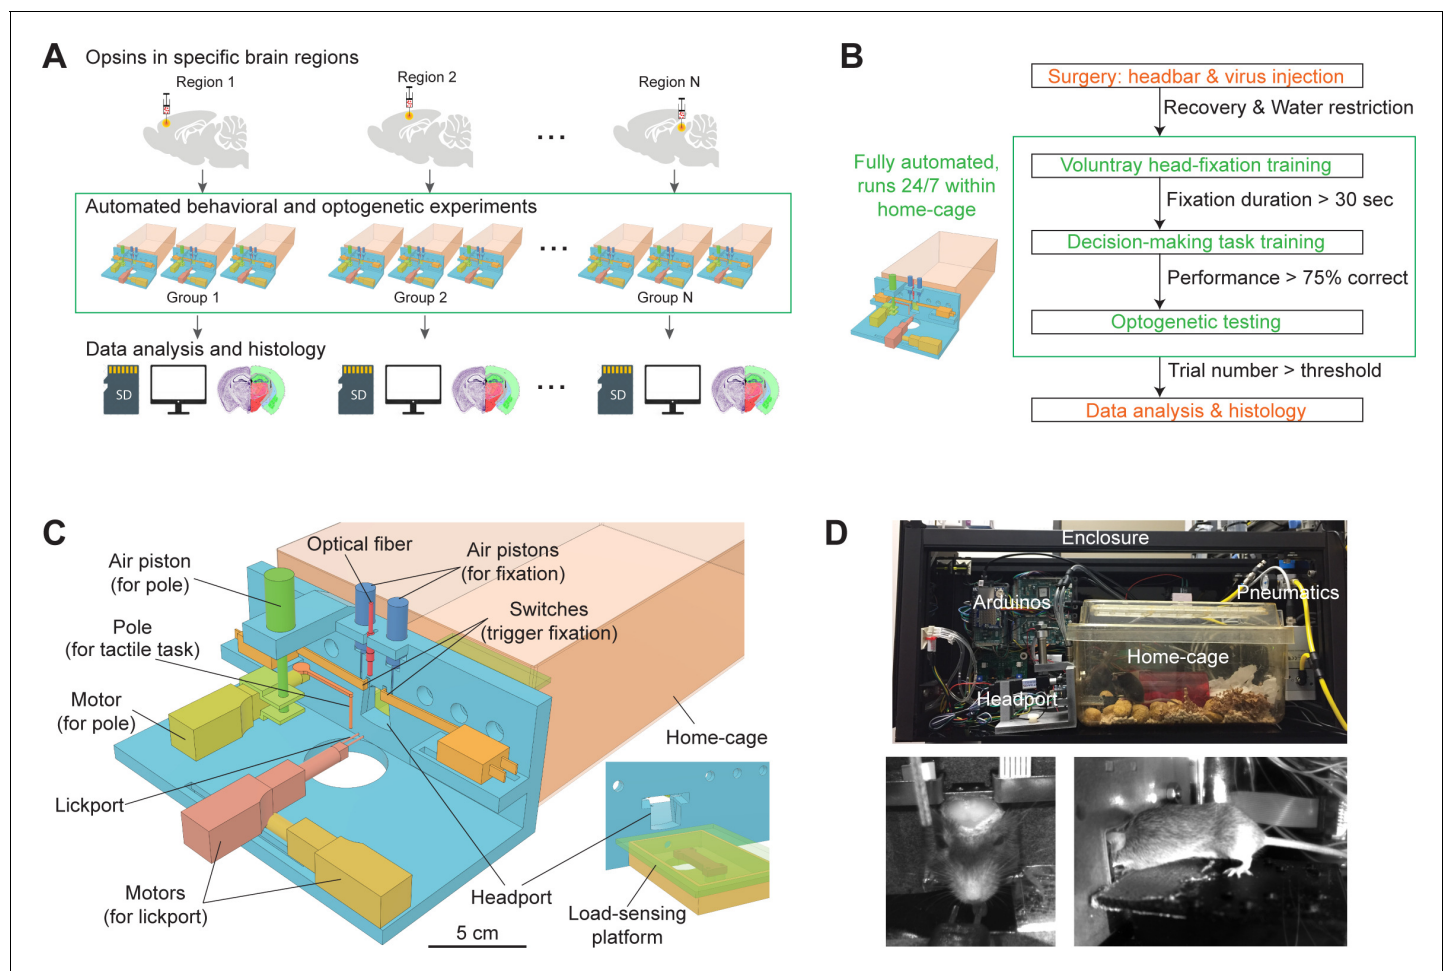 A
Opsins in specific brain regions
Region 1
Region 2
Region N
...
Automated behavioral and optogenetic experiments
...
Group 1
Group 2
Group N
Data analysis and histology
SD
SD
...
SD
B
Surgery: headbar & virus injection
Recovery & Water restriction
Fully automated,
runs 24/7 within
home-cage
Voluntray head-fixation training
Fixation duration > 30 sec
Decision-making task training
Performance > 75% correct
Optogenetic testing
Trial number > threshold
Data analysis & histology
C
Air piston
(for pole)
Optical fiber
Air pistons
(for fixation)
Switches
(trigger fixation)
Pole
(for tactile task)
Motor
(for pole)
Home-cage
Lickport
Motors
(for lickport)
Headport
Load-sensing
platform
5 cm
D
Enclosure
Arduinos
Pneumatics
Home-cage
Headport